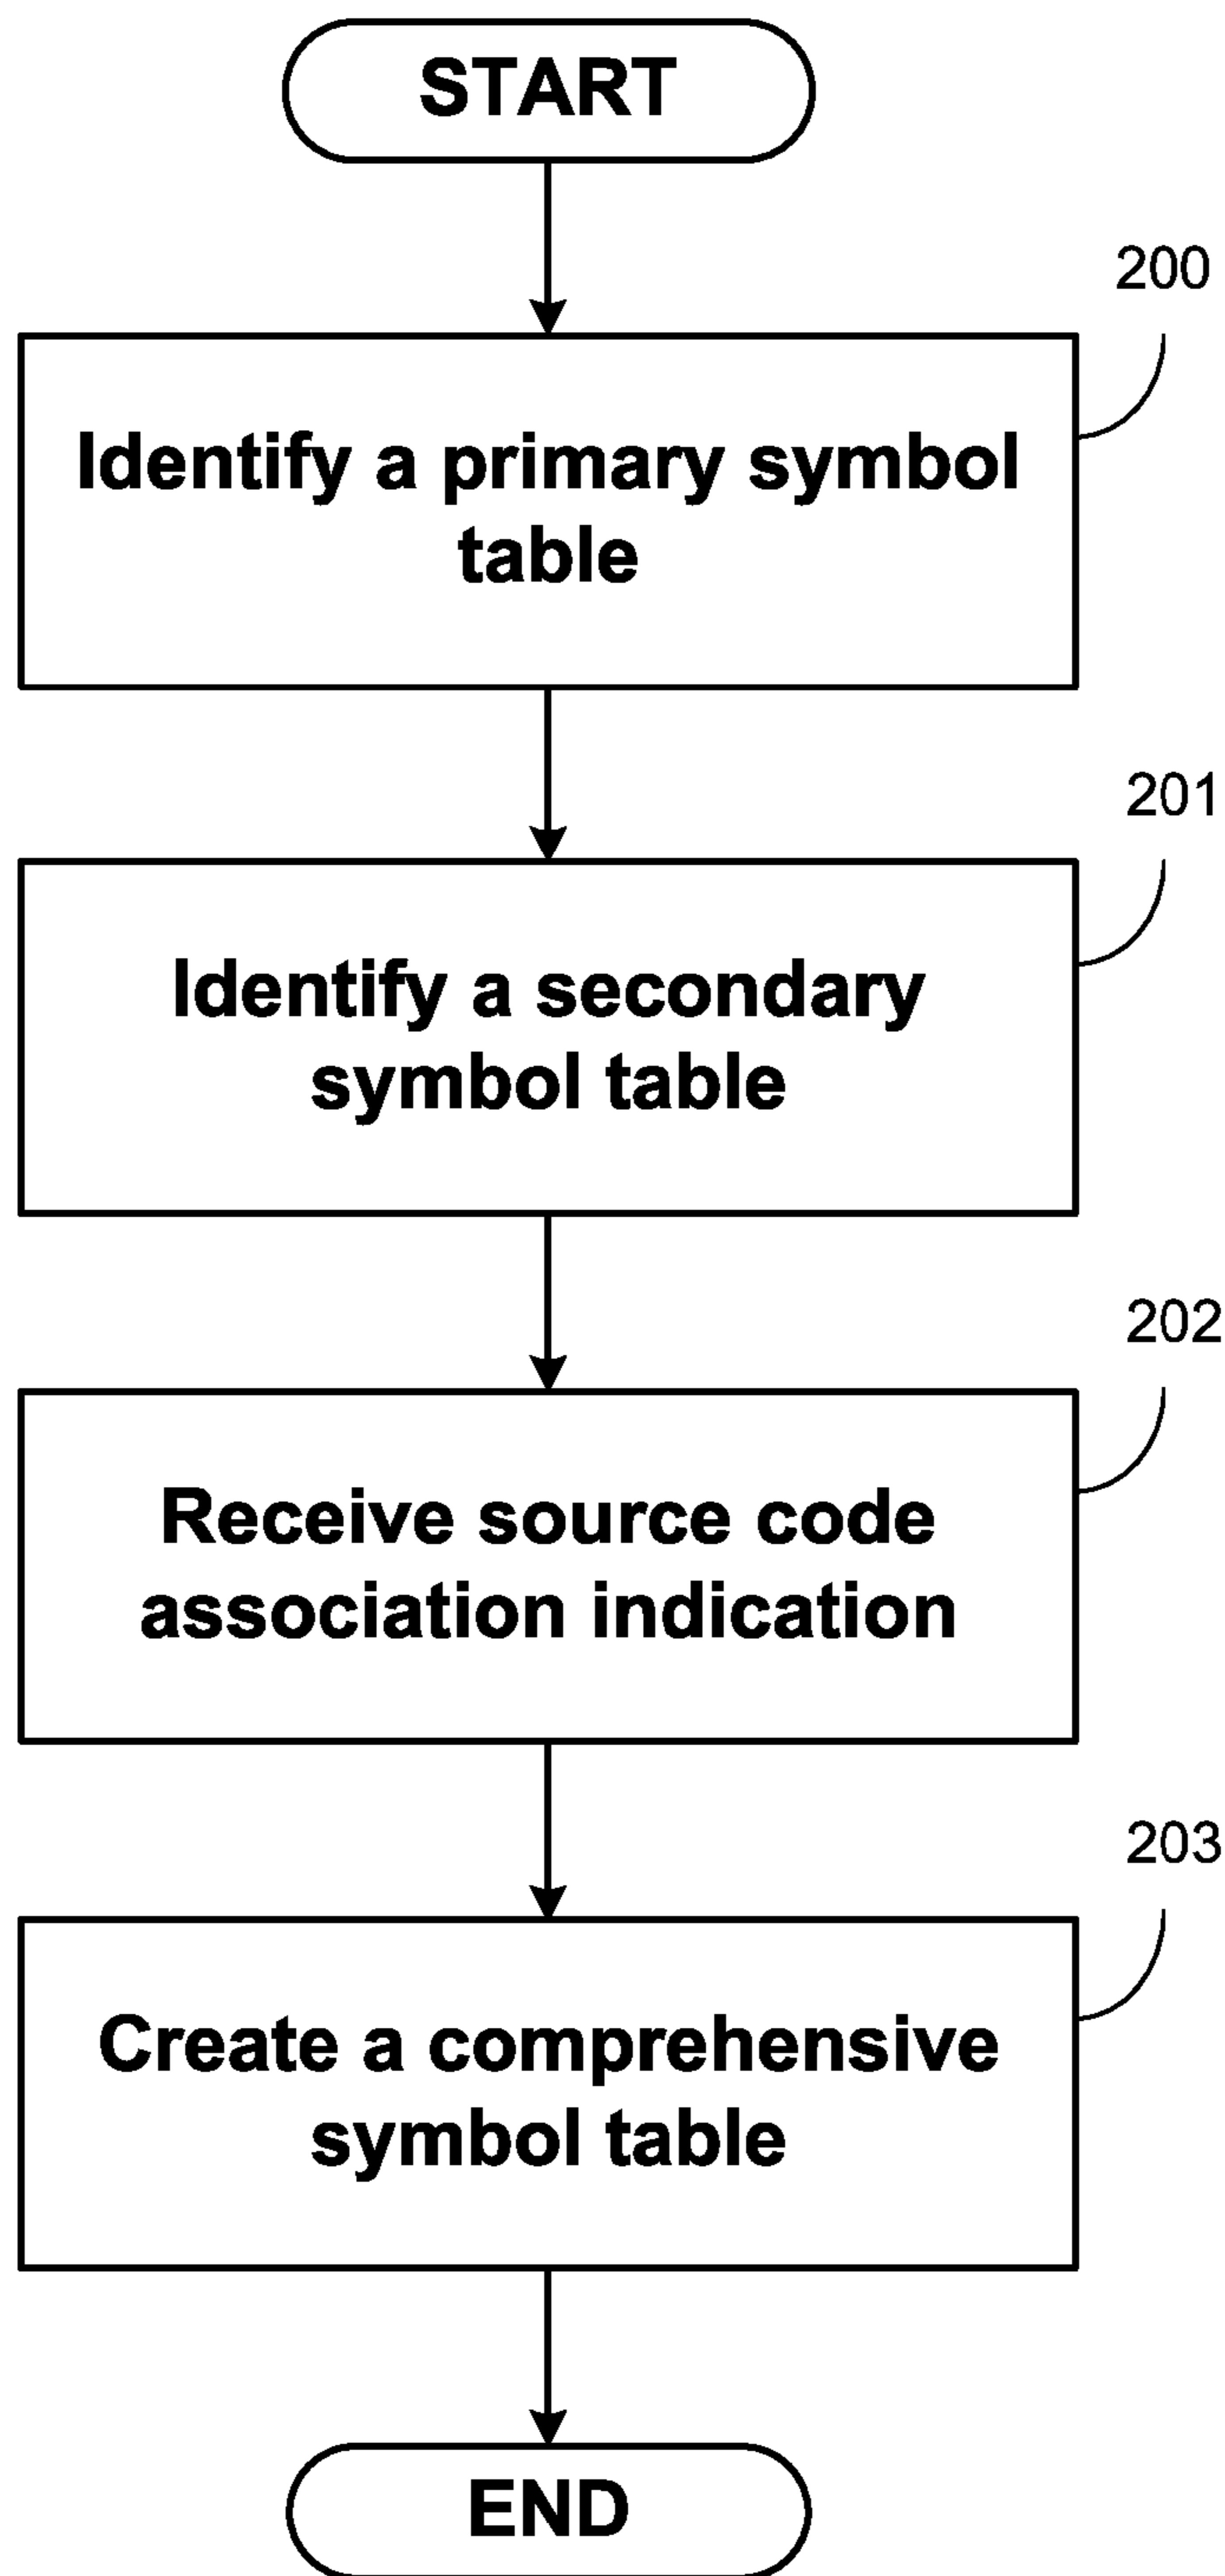 START
200
Identify a primary symbol
table
201
Identify a secondary
symbol table
202
Receive source code
association indication
203
Create a comprehensive
symbol table
END